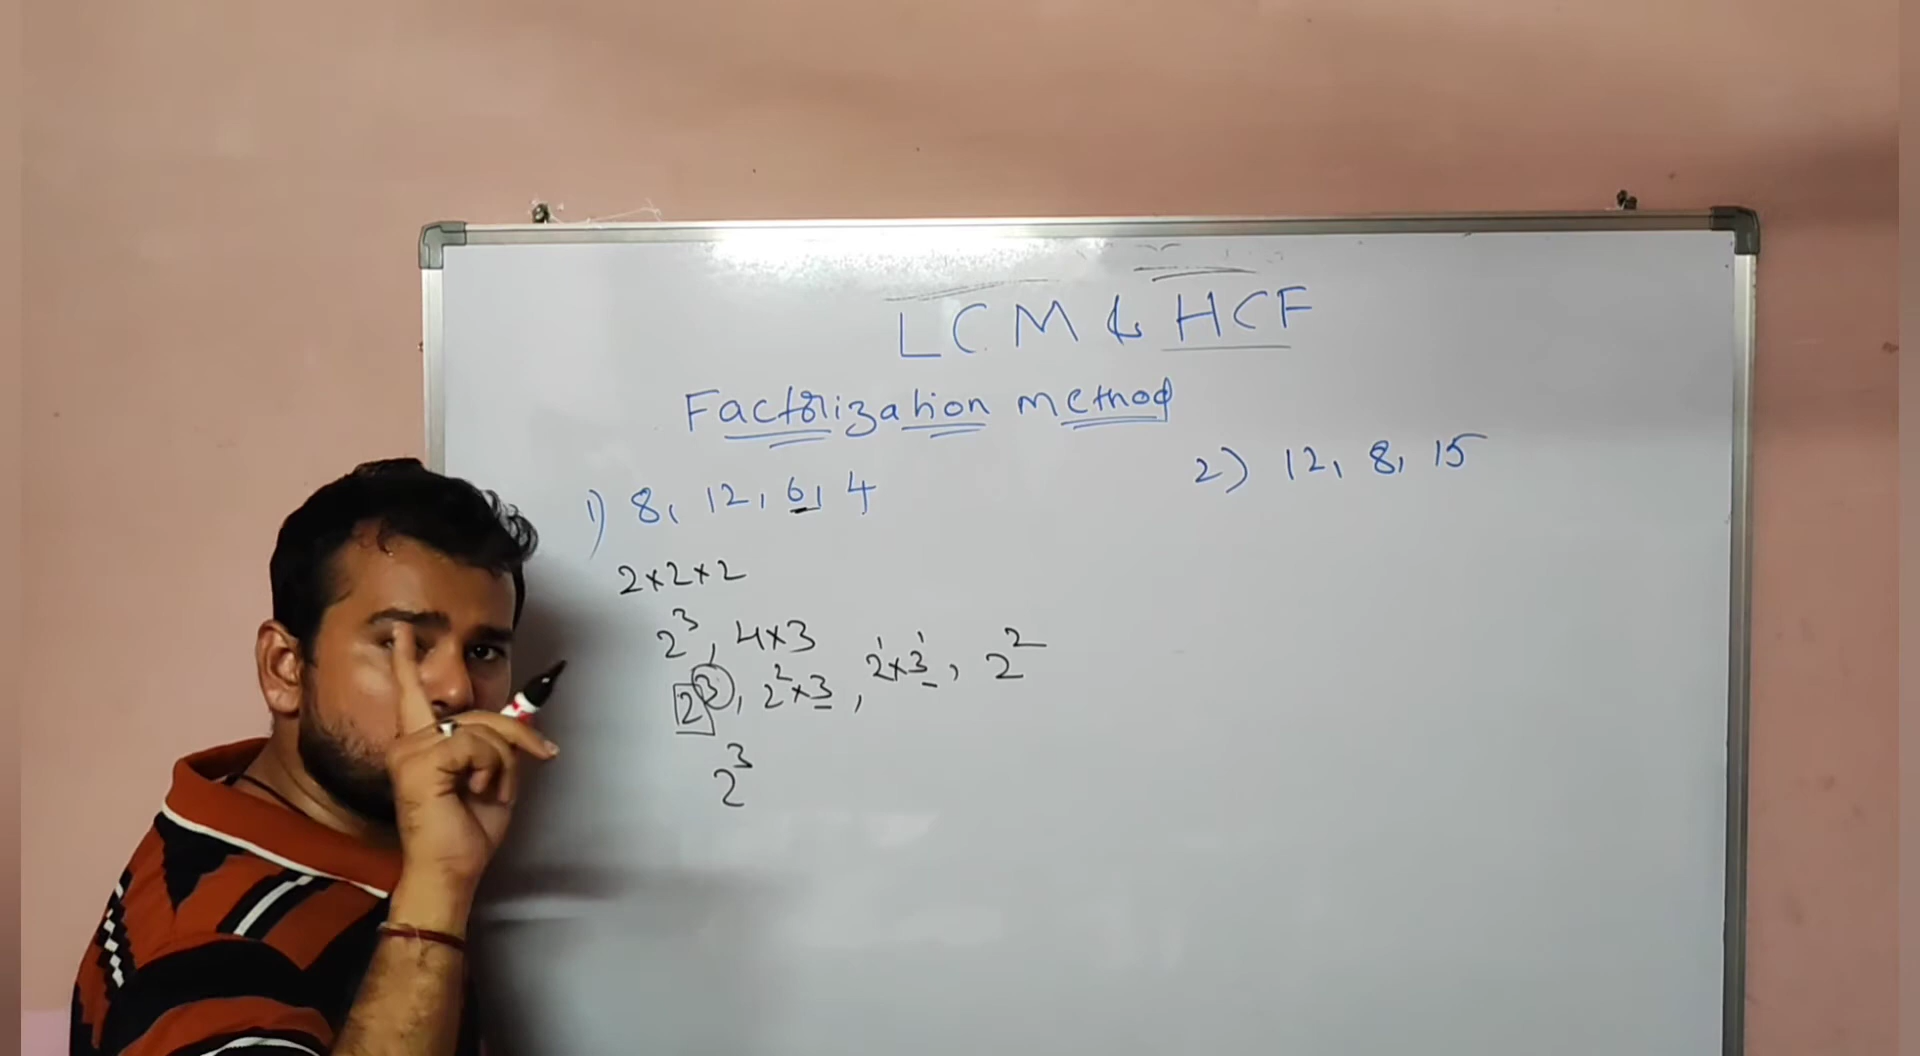 LCM & HCF
Factorization method
1) 8, 12, 6, 4
2×2×2
2³, 4×3
2³, 2²×3, 2¹×3¹, 2²
2³
2) 12, 8, 15